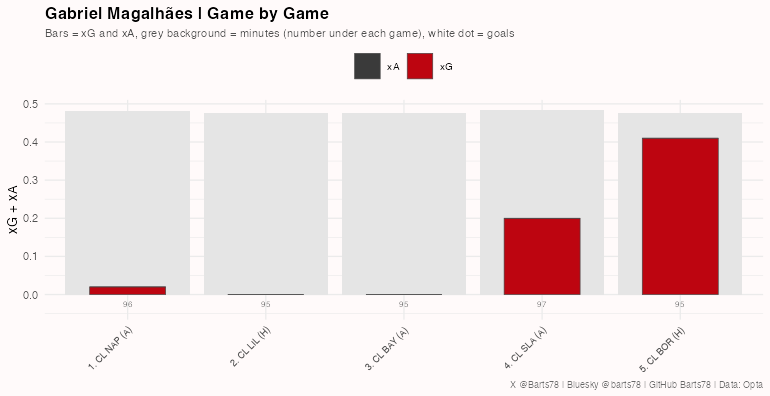 Gabriel Magalhães | Game by Game
Bars = xG and xA, grey background = minutes (number under each game), white dot = goals
xA xG
xG + xA
0.5
0.4
0.3
0.2
0.1
0.0
96 95 95 97 95
1. CL NAP (A) 2. CL LIL (H) 3. CL BAY (A) 4. CL SLA (A) 5. CL BOR (H)
X @Barts78 | Bluesky @barts78 | GitHub Barts78 | Data: Opta